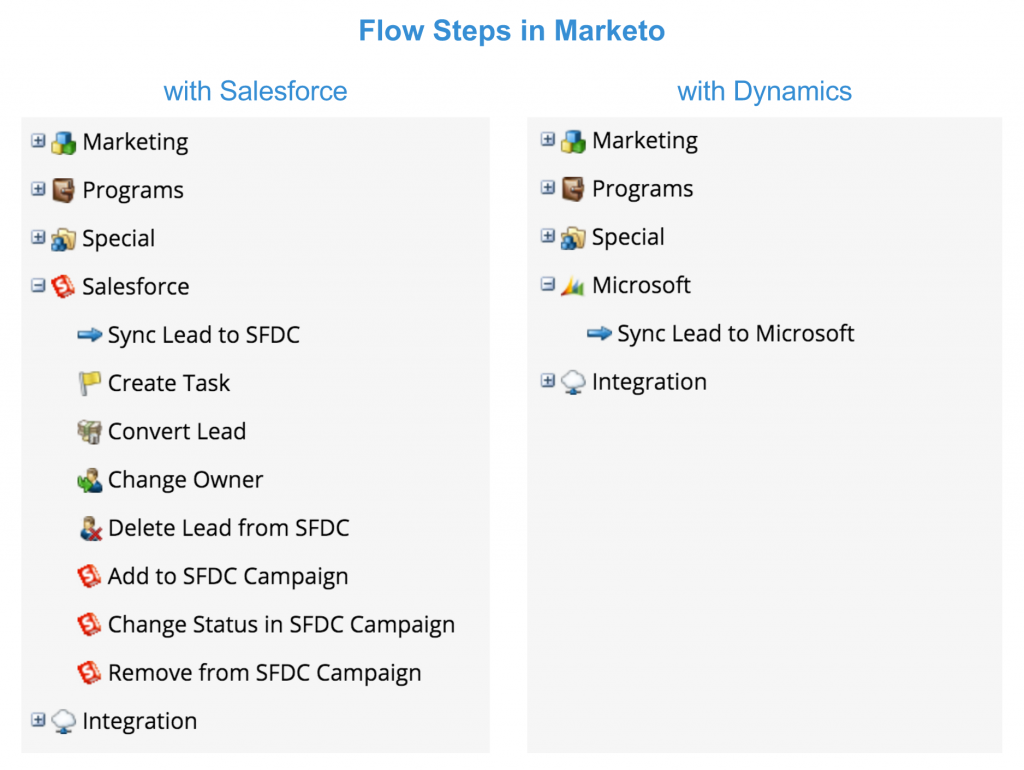 Flow Steps in Marketo
with Salesforce
Marketing
Programs
Special
Salesforce
Sync Lead to SFDC
Create Task
Convert Lead
Change Owner
Delete Lead from SFDC
Add to SFDC Campaign
Change Status in SFDC Campaign
Remove from SFDC Campaign
Integration
with Dynamics
Marketing
Programs
Special
Microsoft
Sync Lead to Microsoft
Integration